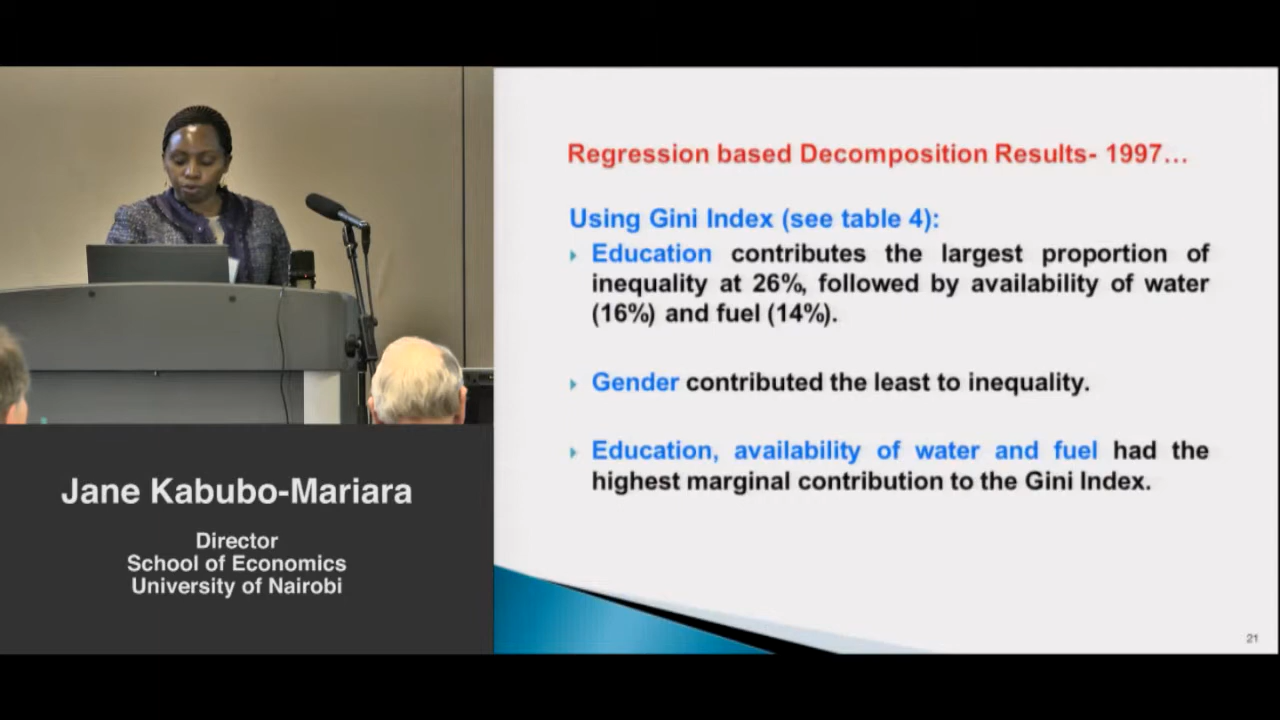 Regression based Decomposition Results- 1997...
Using Gini Index (see table 4):
Education contributes the largest proportion of
inequality at 26%, followed by availability of water
(16%) and fuel (14%).
Gender contributed the least to inequality.
Education, availability of water and fuel had the
highest marginal contribution to the Gini Index.
21
Jane Kabubo-Mariara
Director
School of Economics
University of Nairobi